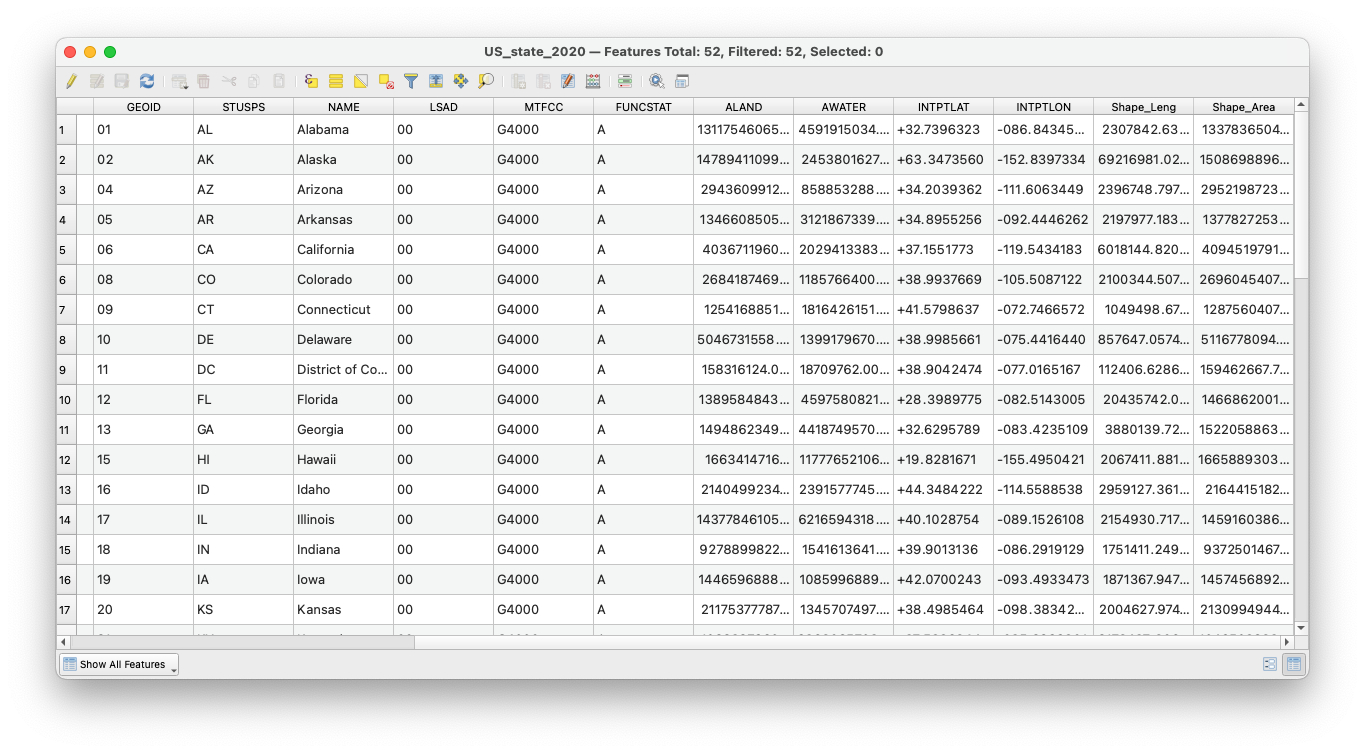 US_state_2020 — Features Total: 52, Filtered: 52, Selected: 0
GEOID STUSPS NAME LSAD MTFCC FUNCSTAT ALAND AWATER INTPTLAT INTPTLON Shape_Leng Shape_Area
1 01 AL Alabama 00 G4000 A 13117546065... 4591915034.... +32.7396323 -086.84345... 2307842.63... 1337836504...
2 02 AK Alaska 00 G4000 A 14789411099... 2453801627... +63.3473560 -152.8397334 69216981.02... 1508698896...
3 04 AZ Arizona 00 G4000 A 2943609912... 858853288.... +34.2039362 -111.6063449 2396748.797... 2952198723...
4 05 AR Arkansas 00 G4000 A 1346608505... 3121867339.... +34.8955256 -092.4446262 2197977.183... 1377827253...
5 06 CA California 00 G4000 A 4036711960... 2029413383... +37.1551773 -119.5434183 6018144.820... 4094519791...
6 08 CO Colorado 00 G4000 A 2684187469... 1185766400.... +38.9937669 -105.5087122 2100344.507... 2696045407...
7 09 CT Connecticut 00 G4000 A 1254168851... 1816426151.... +41.5798637 -072.7466572 1049498.67... 1287560407...
8 10 DE Delaware 00 G4000 A 5046731558.... 1399179670.... +38.9985661 -075.4416440 857647.0574... 5116778094....
9 11 DC District of Co... 00 G4000 A 158316124.0... 18709762.00... +38.9042474 -077.0165167 112406.6286... 159462667.7...
10 12 FL Florida 00 G4000 A 1389584843... 4597580821... +28.3989775 -082.5143005 20435742.0... 1466862001...
11 13 GA Georgia 00 G4000 A 1494862349... 4418749570.... +32.6295789 -083.4235109 3880139.72... 1522058863...
12 15 HI Hawaii 00 G4000 A 1663414716... 11777652106... +19.8281671 -155.4950421 2067411.881... 1665889303...
13 16 ID Idaho 00 G4000 A 2140499234... 2391577745.... +44.3484222 -114.5588538 2959127.361... 2164415182...
14 17 IL Illinois 00 G4000 A 14377846105... 6216594318.... +40.1028754 -089.1526108 2154930.717... 1459160386...
15 18 IN Indiana 00 G4000 A 9278899822... 1541613641.... +39.9013136 -086.2919129 1751411.249... 9372501467...
16 19 IA Iowa 00 G4000 A 1446596888... 1085996889... +42.0700243 -093.4933473 1871367.947... 1457456892...
17 20 KS Kansas 00 G4000 A 21175377787... 1345707497.... +38.4985464 -098.38342... 2004627.974... 2130994944...
Show All Features